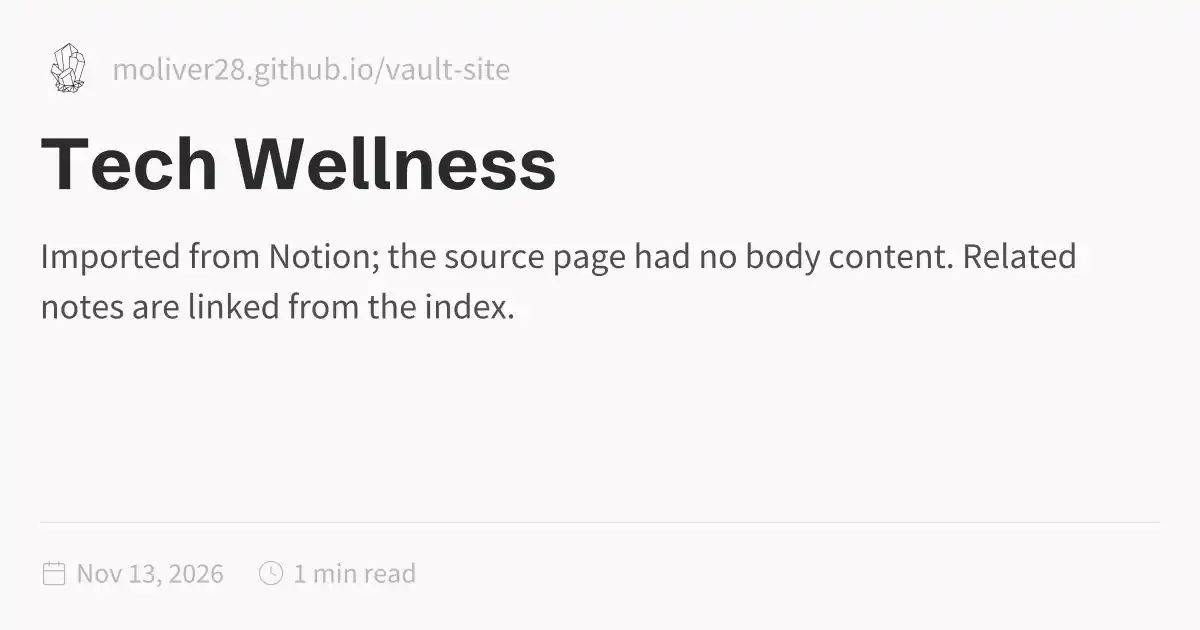 moliver28.github.io/vault-site
Tech Wellness
Imported from Notion; the source page had no body content. Related
notes are linked from the index.
Nov 13, 2026 1 min read